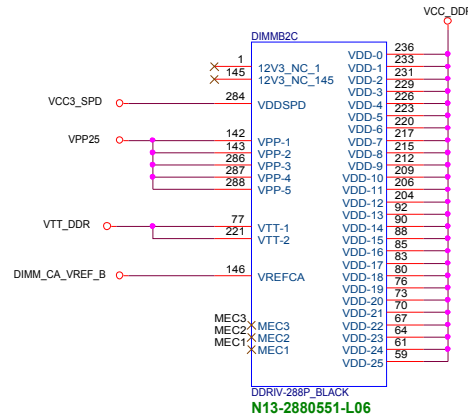 VCC_DDR
DIMMB2C
1 12V3_NC_1 VDD-0 236
145 12V3_NC_145 VDD-1 233
VDD-2 231
VCC3_SPD 284 VDDSPD VDD-3 229
VDD-4 226
VDD-5 223
VDD-6 220
VPP25 142 VPP-1 VDD-7 217
143 VPP-2 VDD-8 215
286 VPP-3 VDD-9 212
287 VPP-4 VDD-10 209
288 VPP-5 VDD-11 206
VDD-12 204
VDD-13 92
VTT_DDR 77 VTT-1 VDD-14 90
221 VTT-2 VDD-15 88
VDD-16 85
VDD-17 83
DIMM_CA_VREF_B 146 VREFCA VDD-18 80
VDD-19 76
VDD-20 73
VDD-21 70
MEC3 MEC3 VDD-22 67
MEC2 MEC2 VDD-23 64
MEC1 MEC1 VDD-24 61
VDD-25 59
DDRIV-288P_BLACK
N13-2880551-L06